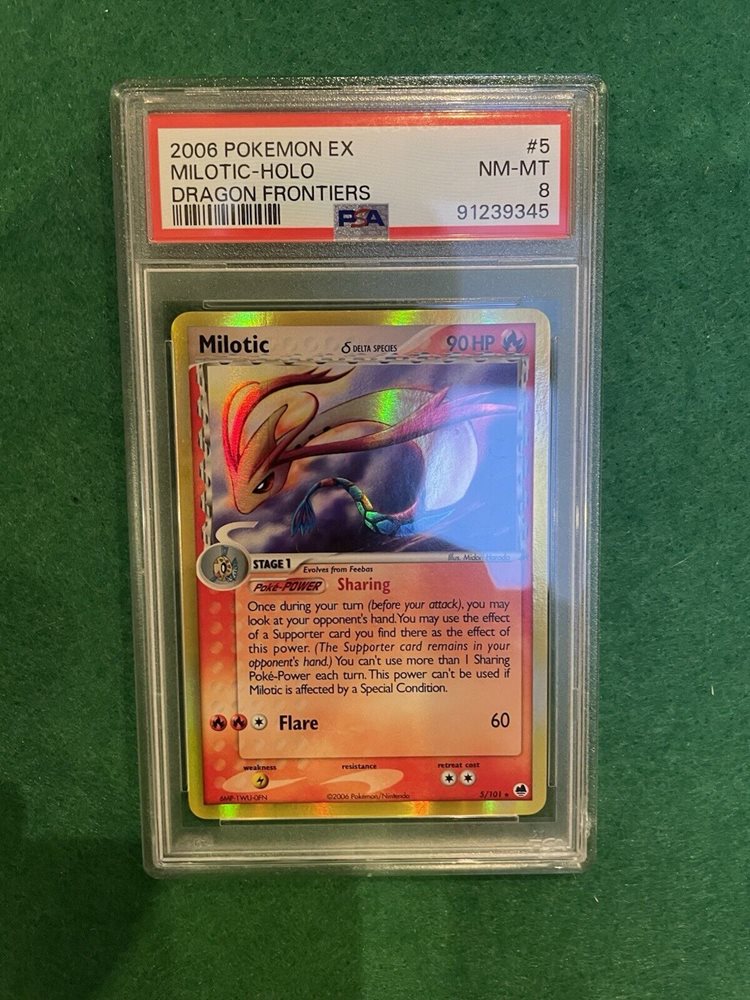 2006 POKEMON EX #5
MILOTIC-HOLO NM-MT
DRAGON FRONTIERS 8
PSA 91239345
Milotic δ DELTA SPECIES 90 HP
Illus. Midori Harada
STAGE 1 Evolves from Feebas
Poké-POWER Sharing
Once during your turn (before your attack), you may
look at your opponent's hand. You may use the effect
of a Supporter card you find there as the effect of
this power. (The Supporter card remains in your
opponent's hand.) You can't use more than 1 Sharing
Poké-Power each turn. This power can't be used if
Milotic is affected by a Special Condition.
Flare 60
weakness resistance retreat cost
©2006 Pokémon/Nintendo 5/101 ★